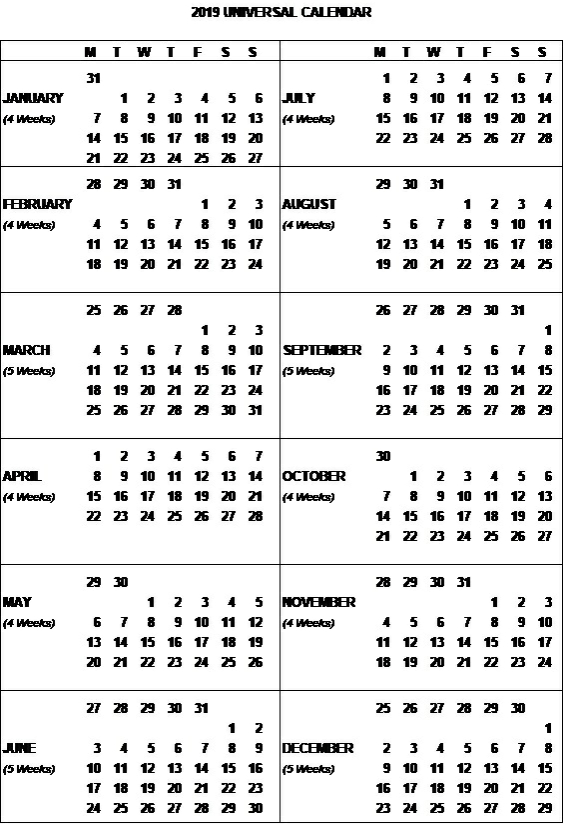 2019 UNIVERSAL CALENDAR
M T W T F S S
31
JANUARY 1 2 3 4 5 6
(4 Weeks) 7 8 9 10 11 12 13
14 15 16 17 18 19 20
21 22 23 24 25 26 27
28 29 30 31
FEBRUARY 1 2 3
(4 Weeks) 4 5 6 7 8 9 10
11 12 13 14 15 16 17
18 19 20 21 22 23 24
25 26 27 28
1 2 3
MARCH 4 5 6 7 8 9 10
(5 Weeks) 11 12 13 14 15 16 17
18 19 20 21 22 23 24
25 26 27 28 29 30 31
1 2 3 4 5 6 7
APRIL 8 9 10 11 12 13 14
(4 Weeks) 15 16 17 18 19 20 21
22 23 24 25 26 27 28
29 30
MAY 1 2 3 4 5
(4 Weeks) 6 7 8 9 10 11 12
13 14 15 16 17 18 19
20 21 22 23 24 25 26
27 28 29 30 31
1 2
JUNE 3 4 5 6 7 8 9
(5 Weeks) 10 11 12 13 14 15 16
17 18 19 20 21 22 23
24 25 26 27 28 29 30
M T W T F S S
1 2 3 4 5 6 7
JULY 8 9 10 11 12 13 14
(4 Weeks) 15 16 17 18 19 20 21
22 23 24 25 26 27 28
29 30 31
AUGUST 1 2 3 4
(4 Weeks) 5 6 7 8 9 10 11
12 13 14 15 16 17 18
19 20 21 22 23 24 25
26 27 28 29 30 31
1
SEPTEMBER 2 3 4 5 6 7 8
(5 Weeks) 9 10 11 12 13 14 15
16 17 18 19 20 21 22
23 24 25 26 27 28 29
30
OCTOBER 1 2 3 4 5 6
(4 Weeks) 7 8 9 10 11 12 13
14 15 16 17 18 19 20
21 22 23 24 25 26 27
28 29 30 31
NOVEMBER 1 2 3
(4 Weeks) 4 5 6 7 8 9 10
11 12 13 14 15 16 17
18 19 20 21 22 23 24
25 26 27 28 29 30
1
DECEMBER 2 3 4 5 6 7 8
(5 Weeks) 9 10 11 12 13 14 15
16 17 18 19 20 21 22
23 24 25 26 27 28 29